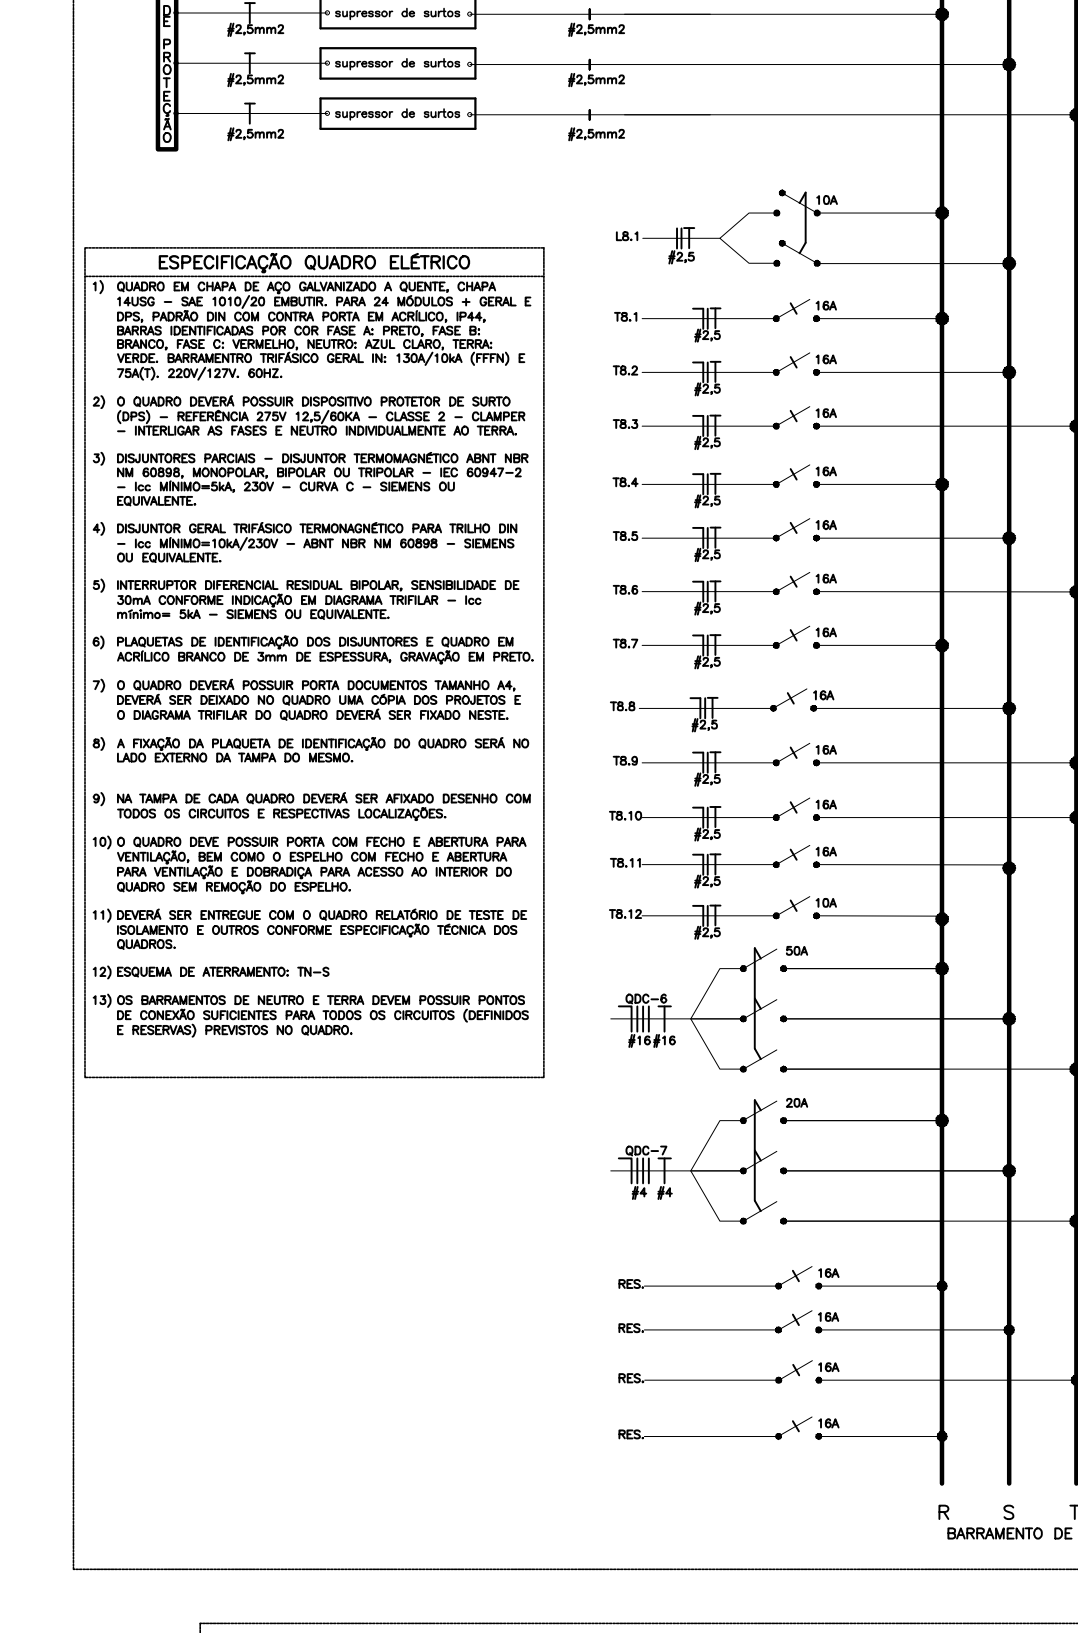 DE PROTEÇÃO
supressor de surtos
#2,5mm2
#2,5mm2
supressor de surtos
#2,5mm2
#2,5mm2
supressor de surtos
#2,5mm2
#2,5mm2
ESPECIFICAÇÃO QUADRO ELÉTRICO
1) QUADRO EM CHAPA DE AÇO GALVANIZADO A QUENTE, CHAPA
14USG – SAE 1010/20 EMBUTIR. PARA 24 MÓDULOS + GERAL E
DPS, PADRÃO DIN COM CONTRA PORTA EM ACRÍLICO, IP44,
BARRAS IDENTIFICADAS POR COR FASE A: PRETO, FASE B:
BRANCO, FASE C: VERMELHO, NEUTRO: AZUL CLARO, TERRA:
VERDE. BARRAMENTRO TRIFÁSICO GERAL IN: 130A/10kA (FFFN) E
75A(T). 220V/127V. 60HZ.
2) O QUADRO DEVERÁ POSSUIR DISPOSITIVO PROTETOR DE SURTO
(DPS) – REFERÊNCIA 275V 12,5/60KA – CLASSE 2 – CLAMPER
– INTERLIGAR AS FASES E NEUTRO INDIVIDUALMENTE AO TERRA.
3) DISJUNTORES PARCIAIS – DISJUNTOR TERMOMAGNÉTICO ABNT NBR
NM 60898, MONOPOLAR, BIPOLAR OU TRIPOLAR – IEC 60947-2
– Icc MÍNIMO=5kA, 230V – CURVA C – SIEMENS OU
EQUIVALENTE.
4) DISJUNTOR GERAL TRIFÁSICO TERMONAGNÉTICO PARA TRILHO DIN
– Icc MÍNIMO=10kA/230V – ABNT NBR NM 60898 – SIEMENS
OU EQUIVALENTE.
5) INTERRUPTOR DIFERENCIAL RESIDUAL BIPOLAR, SENSIBILIDADE DE
30mA CONFORME INDICAÇÃO EM DIAGRAMA TRIFILAR – Icc
mínimo= 5kA – SIEMENS OU EQUIVALENTE.
6) PLAQUETAS DE IDENTIFICAÇÃO DOS DISJUNTORES E QUADRO EM
ACRÍLICO BRANCO DE 3mm DE ESPESSURA, GRAVAÇÃO EM PRETO.
7) O QUADRO DEVERÁ POSSUIR PORTA DOCUMENTOS TAMANHO A4,
DEVERÁ SER DEIXADO NO QUADRO UMA CÓPIA DOS PROJETOS E
O DIAGRAMA TRIFILAR DO QUADRO DEVERÁ SER FIXADO NESTE.
8) A FIXAÇÃO DA PLAQUETA DE IDENTIFICAÇÃO DO QUADRO SERÁ NO
LADO EXTERNO DA TAMPA DO MESMO.
9) NA TAMPA DE CADA QUADRO DEVERÁ SER AFIXADO DESENHO COM
TODOS OS CIRCUITOS E RESPECTIVAS LOCALIZAÇÕES.
10) O QUADRO DEVE POSSUIR PORTA COM FECHO E ABERTURA PARA
VENTILAÇÃO, BEM COMO O ESPELHO COM FECHO E ABERTURA
PARA VENTILAÇÃO E DOBRADIÇA PARA ACESSO AO INTERIOR DO
QUADRO SEM REMOÇÃO DO ESPELHO.
11) DEVERÁ SER ENTREGUE COM O QUADRO RELATÓRIO DE TESTE DE
ISOLAMENTO E OUTROS CONFORME ESPECIFICAÇÃO TÉCNICA DOS
QUADROS.
12) ESQUEMA DE ATERRAMENTO: TN-S
13) OS BARRAMENTOS DE NEUTRO E TERRA DEVEM POSSUIR PONTOS
DE CONEXÃO SUFICIENTES PARA TODOS OS CIRCUITOS (DEFINIDOS
E RESERVAS) PREVISTOS NO QUADRO.
10A
L8.1
#2,5
T8.1 16A
#2,5
T8.2 16A
#2,5
T8.3 16A
#2,5
T8.4 16A
#2,5
T8.5 16A
#2,5
T8.6 16A
#2,5
T8.7 16A
#2,5
T8.8 16A
#2,5
T8.9 16A
#2,5
T8.10 16A
#2,5
T8.11 16A
#2,5
T8.12 10A
#2,5
50A
QDC-6
#16 #16
20A
QDC-7
#4 #4
RES. 16A
RES. 16A
RES. 16A
RES. 16A
R S T
BARRAMENTO DE